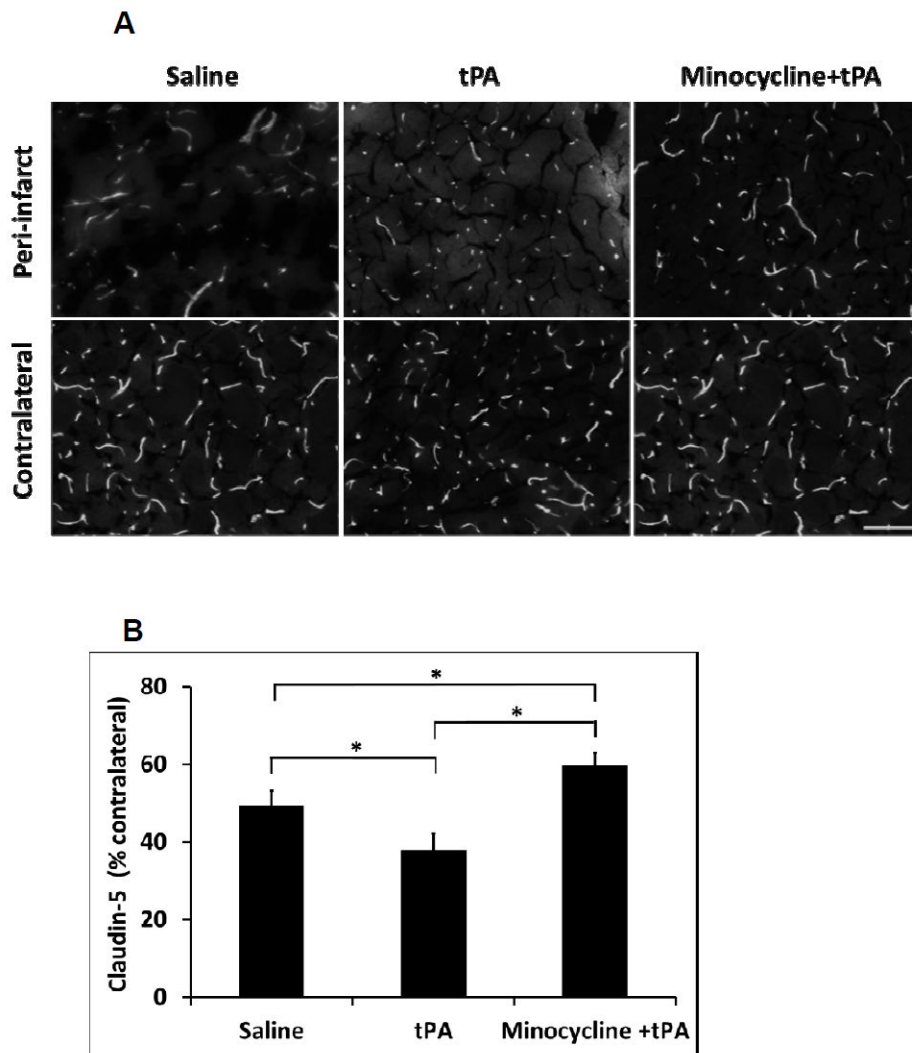 A
Saline tPA Minocycline+tPA
Peri-infarct
Contralateral
B
Claudin-5 (% contralateral)
80
60
40
20
0
*
*
*
Saline tPA Minocycline +tPA